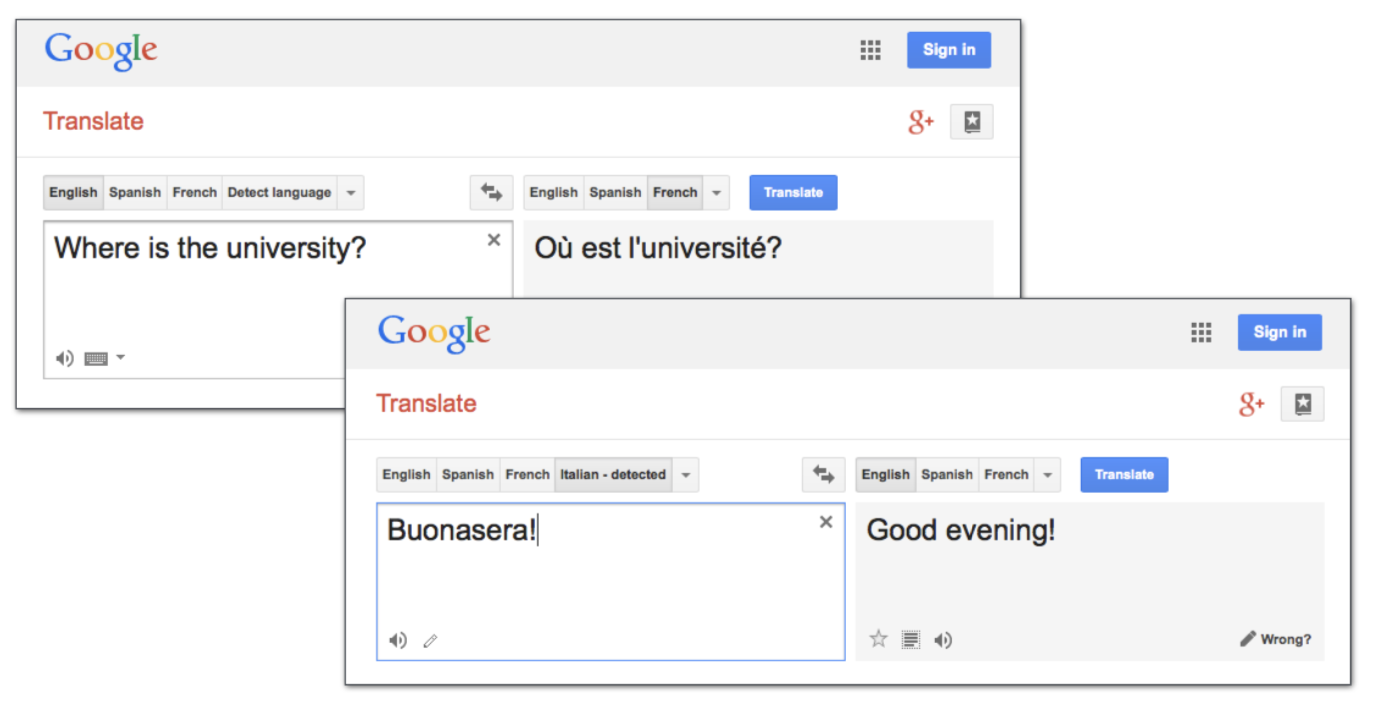 Google
Sign in
Translate
g+
English Spanish French Detect language
English Spanish French
Translate
Where is the university?
Où est l'université?
Google
Sign in
Translate
g+
English Spanish French Italian - detected
English Spanish French
Translate
Buonasera!
Good evening!
Wrong?